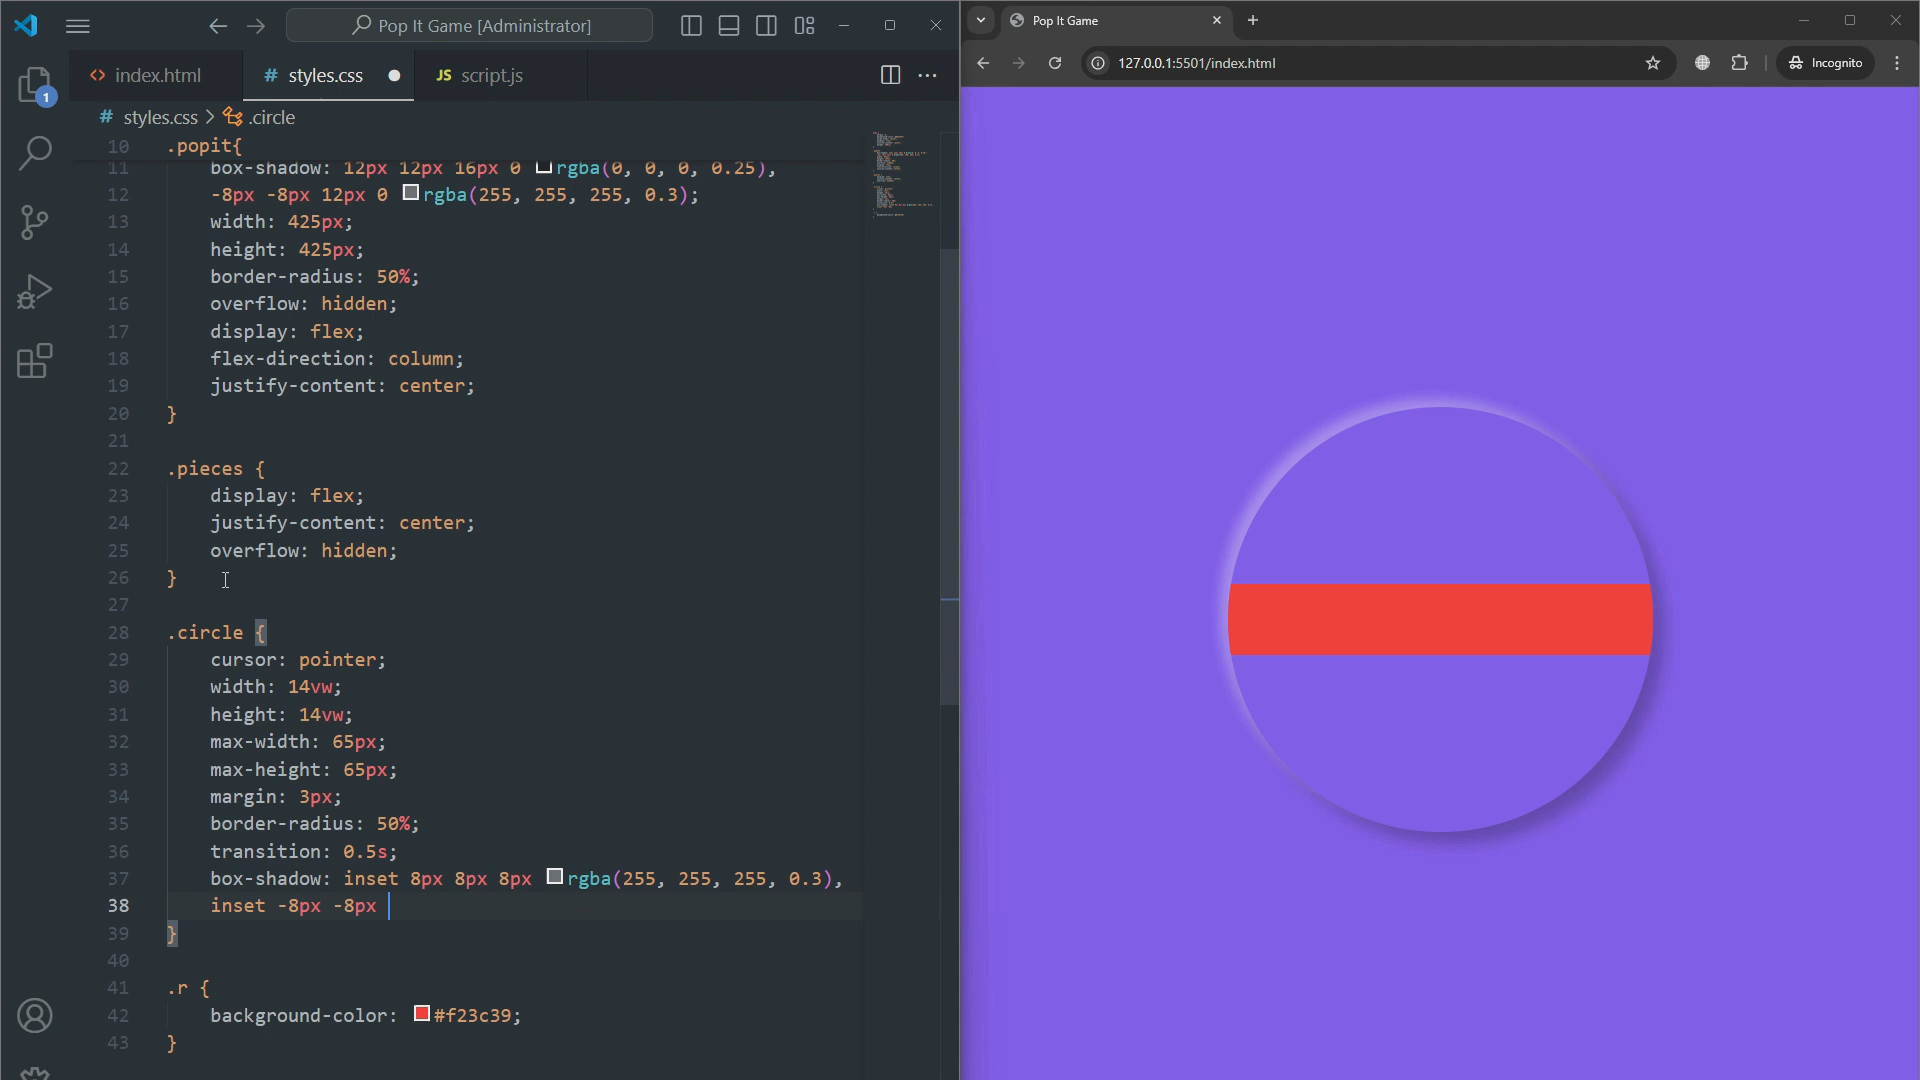 Pop It Game [Administrator]
index.html
# styles.css
JS script.js
# styles.css > .circle
1
10 .popit{
11 box-shadow: 12px 12px 16px 0 rgba(0, 0, 0, 0.25),
12 -8px -8px 12px 0 rgba(255, 255, 255, 0.3);
13 width: 425px;
14 height: 425px;
15 border-radius: 50%;
16 overflow: hidden;
17 display: flex;
18 flex-direction: column;
19 justify-content: center;
20 }
21
22 .pieces {
23 display: flex;
24 justify-content: center;
25 overflow: hidden;
26 }
27
28 .circle {
29 cursor: pointer;
30 width: 14vw;
31 height: 14vw;
32 max-width: 65px;
33 max-height: 65px;
34 margin: 3px;
35 border-radius: 50%;
36 transition: 0.5s;
37 box-shadow: inset 8px 8px 8px rgba(255, 255, 255, 0.3),
38 inset -8px -8px
39 }
40
41 .r {
42 background-color: #f23c39;
43 }
Pop It Game
127.0.0.1:5501/index.html
Incognito